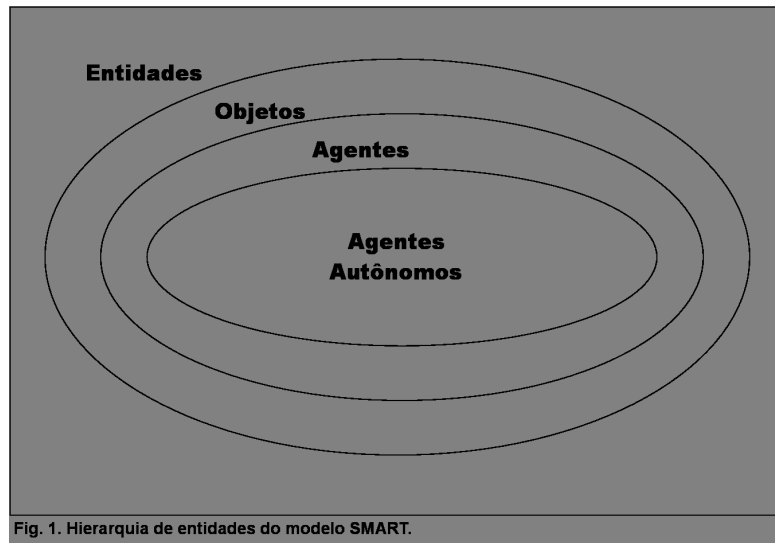 Entidades
Objetos
Agentes
Agentes
Autônomos
Fig. 1. Hierarquia de entidades do modelo SMART.